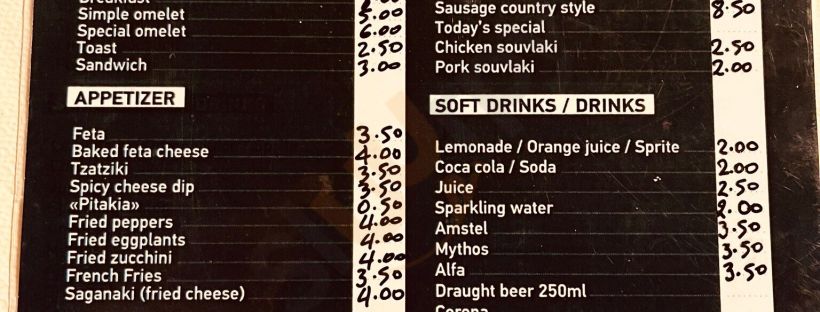 Simple omelet 5.00
Special omelet 6.00
Toast 2.50
Sandwich 3.00
APPETIZER
Feta 3.50
Baked feta cheese 4.00
Tzatziki 3.50
Spicy cheese dip 3.50
«Pitakia» 0.50
Fried peppers 4.00
Fried eggplants 4.00
Fried zucchini 4.00
French Fries 3.50
Saganaki (fried cheese) 4.00
Sausage country style 8.50
Today's special
Chicken souvlaki 2.50
Pork souvlaki 2.00
SOFT DRINKS / DRINKS
Lemonade / Orange juice / Sprite 2.00
Coca cola / Soda 2.00
Juice 2.50
Sparkling water 2.00
Amstel 3.50
Mythos 3.50
Alfa 3.50
Draught beer 250ml